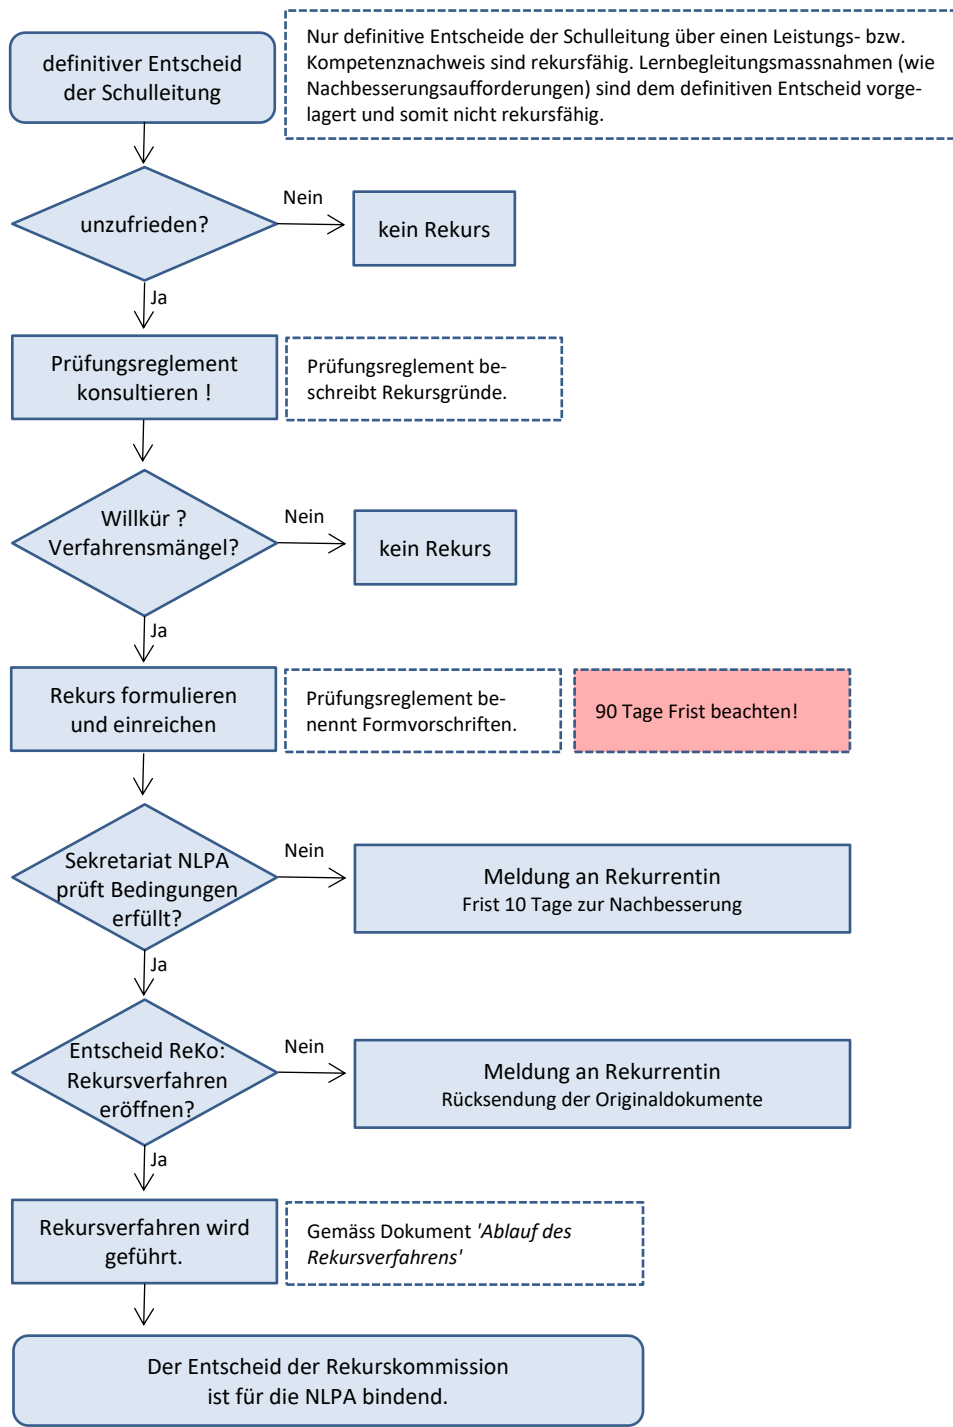 definitiver Entscheid
der Schulleitung
Nur definitive Entscheide der Schulleitung über einen Leistungs- bzw.
Kompetenznachweis sind rekursfähig. Lernbegleitungsmassnahmen (wie
Nachbesserungsaufforderungen) sind dem definitiven Entscheid vorge-
lagert und somit nicht rekursfähig.
unzufrieden?
Nein
kein Rekurs
Ja
Prüfungsreglement
konsultieren !
Prüfungsreglement be-
schreibt Rekursgründe.
Willkür ?
Verfahrensmängel?
Nein
kein Rekurs
Ja
Rekurs formulieren
und einreichen
Prüfungsreglement be-
nennt Formvorschriften.
90 Tage Frist beachten!
Sekretariat NLPA
prüft Bedingungen
erfüllt?
Nein
Meldung an Rekurrentin
Frist 10 Tage zur Nachbesserung
Ja
Entscheid ReKo:
Rekursverfahren
eröffnen?
Nein
Meldung an Rekurrentin
Rücksendung der Originaldokumente
Ja
Rekursverfahren wird
geführt.
Gemäss Dokument 'Ablauf des
Rekursverfahrens'
Der Entscheid der Rekurskommission
ist für die NLPA bindend.